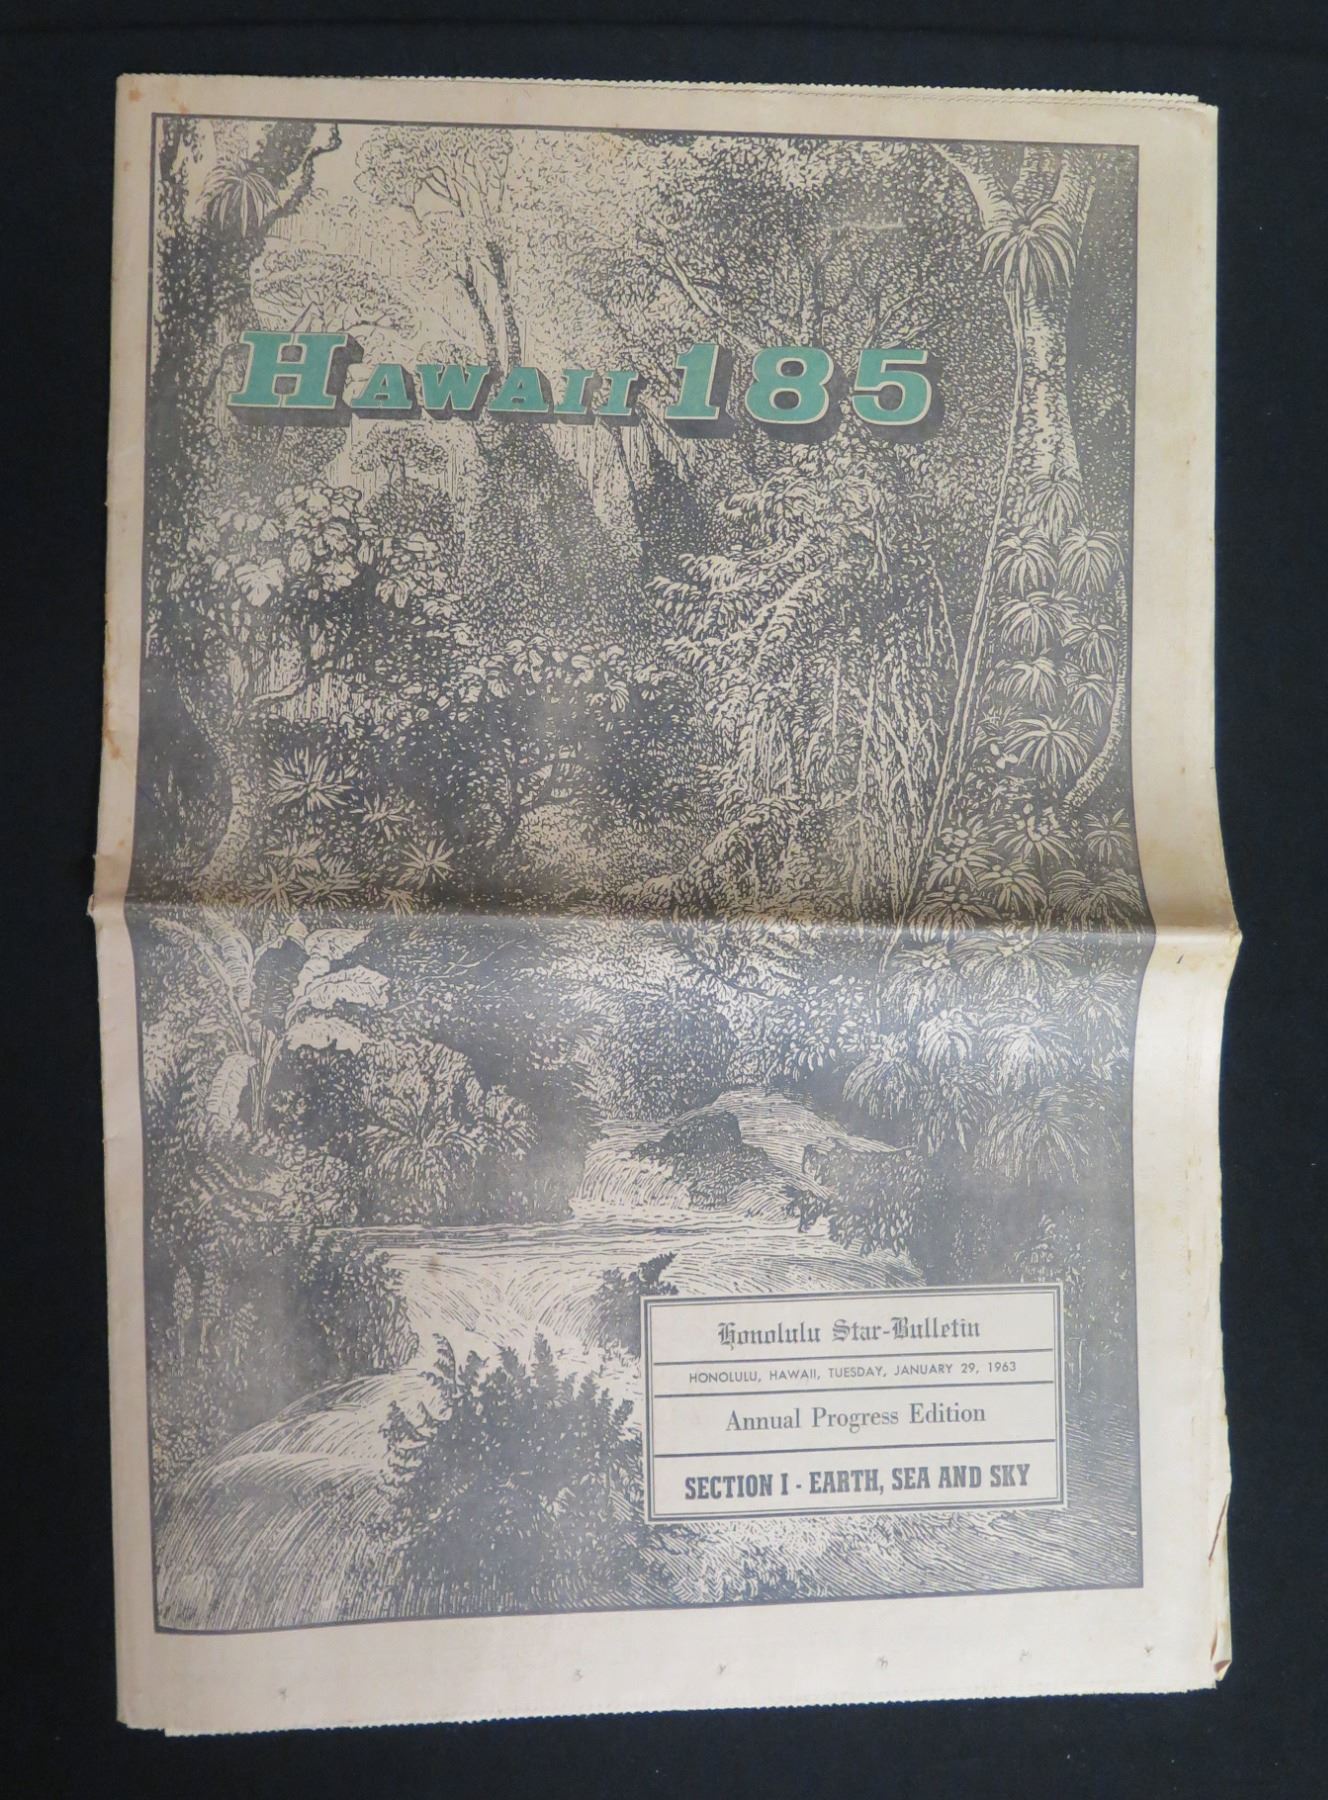 HAWAII 185
Honolulu Star-Bulletin
HONOLULU, HAWAII, TUESDAY, JANUARY 29, 1963
Annual Progress Edition
SECTION I - EARTH, SEA AND SKY